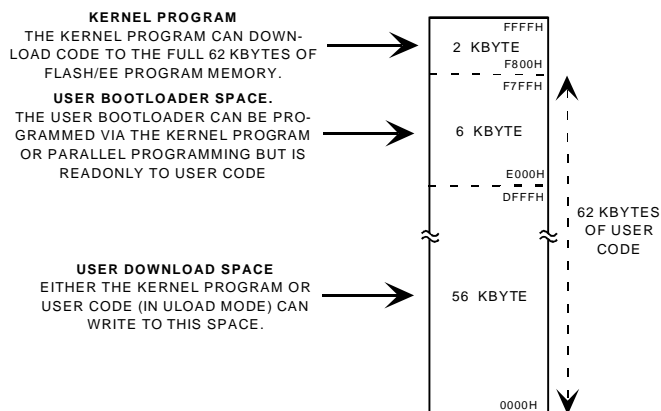 KERNEL PROGRAM
THE KERNEL PROGRAM CAN DOWN-
LOAD CODE TO THE FULL 62 KBYTES OF
FLASH/EE PROGRAM MEMORY.
USER BOOTLOADER SPACE.
THE USER BOOTLOADER CAN BE PRO-
GRAMMED VIA THE KERNEL PROGRAM
OR PARALLEL PROGRAMMING BUT IS
READONLY TO USER CODE
USER DOWNLOAD SPACE
EITHER THE KERNEL PROGRAM OR
USER CODE (IN ULOAD MODE) CAN
WRITE TO THIS SPACE.
FFFFH
2 KBYTE
F800H
F7FFH
6 KBYTE
E000H
DFFFH
56 KBYTE
0000H
62 KBYTES
OF USER
CODE